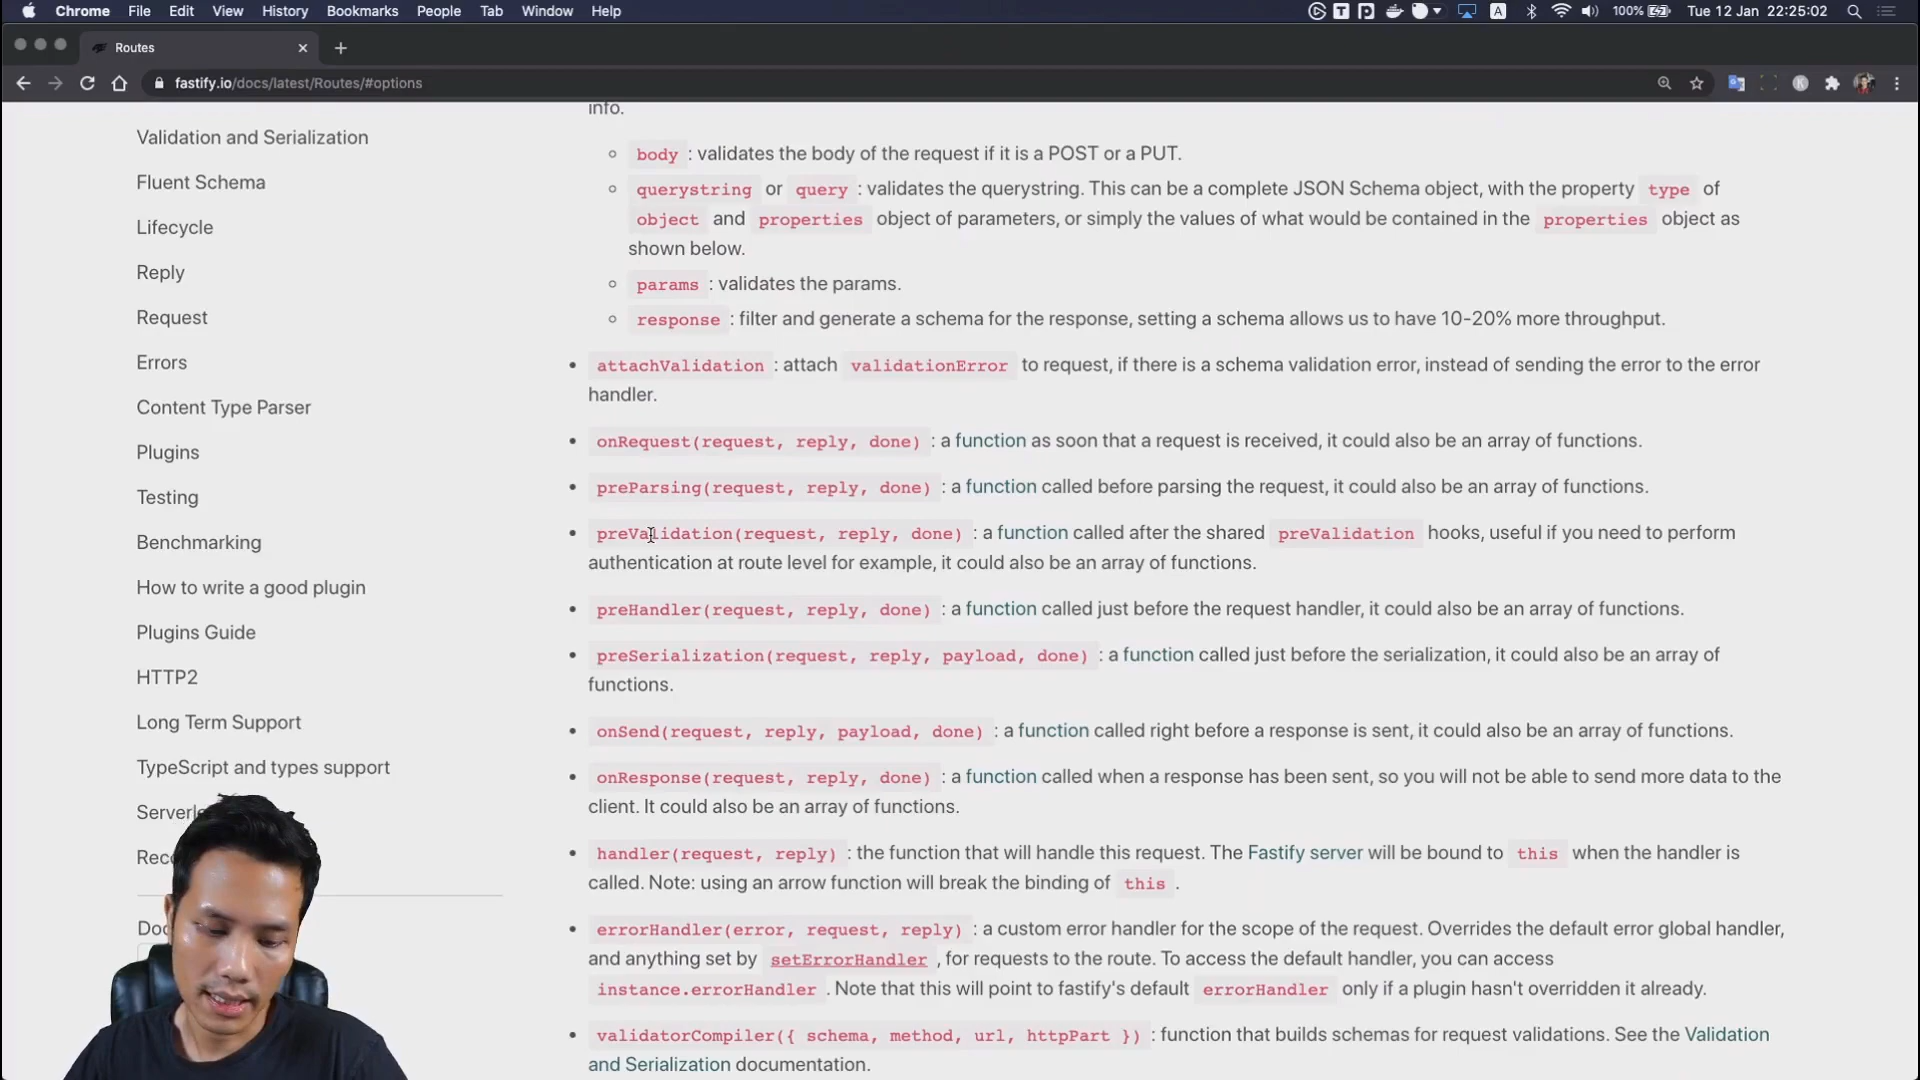 Chrome File Edit View History Bookmarks People Tab Window Help 100% Tue 12 Jan 22:25:02
Routes
fastify.io/docs/latest/Routes/#options
Validation and Serialization
Fluent Schema
Lifecycle
Reply
Request
Errors
Content Type Parser
Plugins
Testing
Benchmarking
How to write a good plugin
Plugins Guide
HTTP2
Long Term Support
TypeScript and types support
info.
body : validates the body of the request if it is a POST or a PUT.
querystring or query : validates the querystring. This can be a complete JSON Schema object, with the property type of
object and properties object of parameters, or simply the values of what would be contained in the properties object as
shown below.
params : validates the params.
response : filter and generate a schema for the response, setting a schema allows us to have 10-20% more throughput.
attachValidation : attach validationError to request, if there is a schema validation error, instead of sending the error to the error
handler.
onRequest(request, reply, done) : a function as soon that a request is received, it could also be an array of functions.
preParsing(request, reply, done) : a function called before parsing the request, it could also be an array of functions.
preValidation(request, reply, done) : a function called after the shared preValidation hooks, useful if you need to perform
authentication at route level for example, it could also be an array of functions.
preHandler(request, reply, done) : a function called just before the request handler, it could also be an array of functions.
preSerialization(request, reply, payload, done) : a function called just before the serialization, it could also be an array of
functions.
onSend(request, reply, payload, done) : a function called right before a response is sent, it could also be an array of functions.
onResponse(request, reply, done) : a function called when a response has been sent, so you will not be able to send more data to the
client. It could also be an array of functions.
handler(request, reply) : the function that will handle this request. The Fastify server will be bound to this when the handler is
called. Note: using an arrow function will break the binding of this .
errorHandler(error, request, reply) : a custom error handler for the scope of the request. Overrides the default error global handler,
and anything set by setErrorHandler , for requests to the route. To access the default handler, you can access
instance.errorHandler . Note that this will point to fastify's default errorHandler only if a plugin hasn't overridden it already.
validatorCompiler({ schema, method, url, httpPart }) : function that builds schemas for request validations. See the Validation
and Serialization documentation.